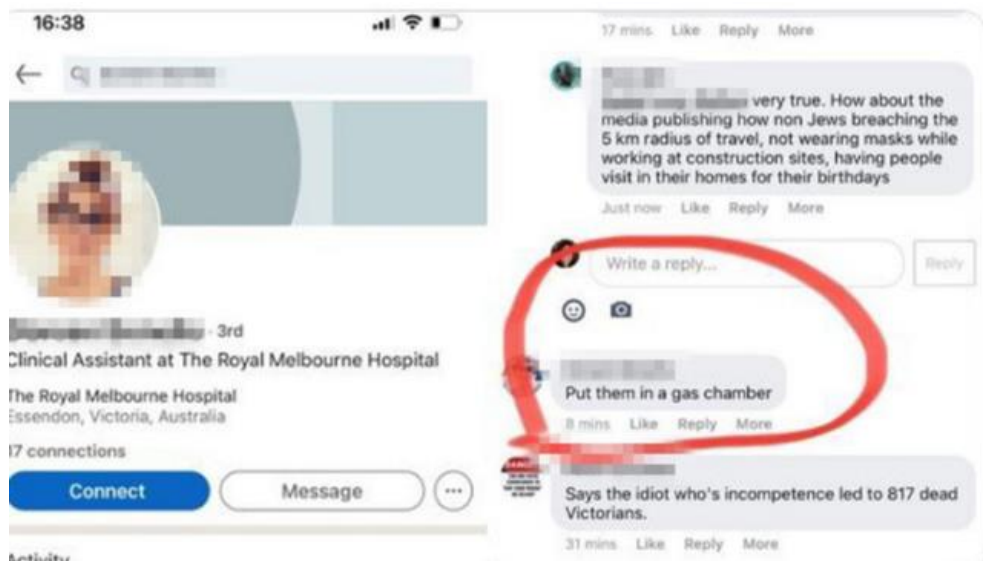 16:38
3rd
Clinical Assistant at The Royal Melbourne Hospital
The Royal Melbourne Hospital
Essendon, Victoria, Australia
17 connections
Connect
Message
Activity
17 mins Like Reply More
very true. How about the
media publishing how non Jews breaching the
5 km radius of travel, not wearing masks while
working at construction sites, having people
visit in their homes for their birthdays
Just now Like Reply More
Write a reply...
Reply
Put them in a gas chamber
8 mins Like Reply More
Says the idiot who's incompetence led to 817 dead
Victorians.
31 mins Like Reply More